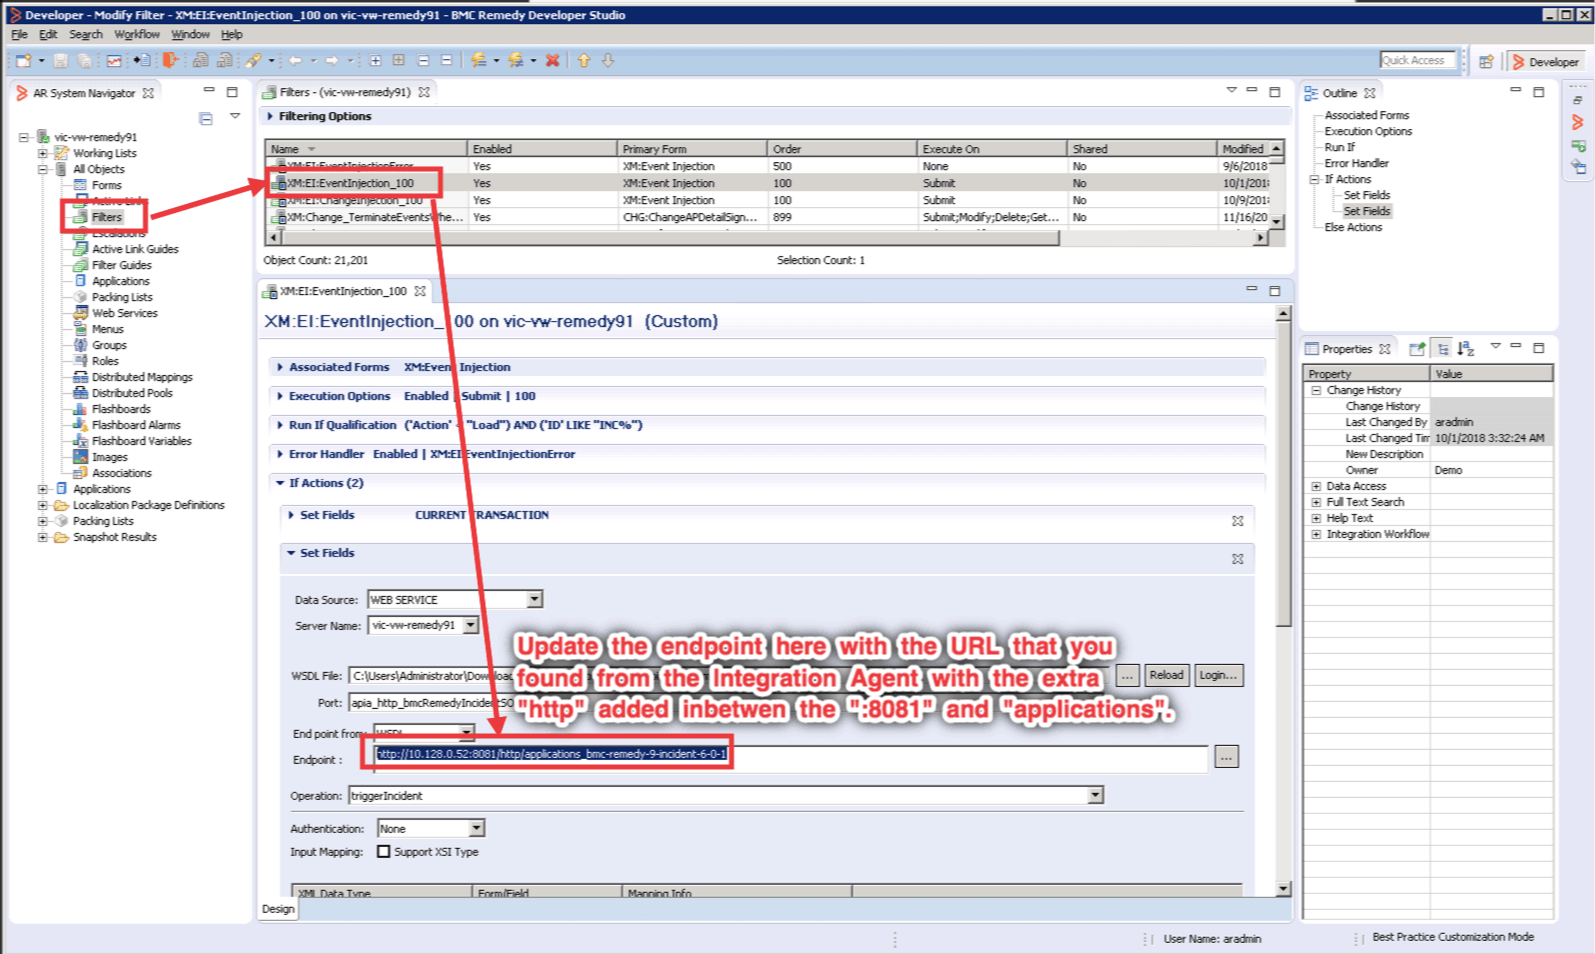 Developer - Modify Filter - XM:EI:EventInjection_100 on vic-vw-remedy91 - BMC Remedy Developer Studio
File Edit Search Workflow Window Help
Quick Access
Developer
AR System Navigator
vic-vw-remedy91
Working Lists
All Objects
Forms
Active Links
Filters
Escalations
Active Link Guides
Filter Guides
Applications
Packing Lists
Web Services
Menus
Groups
Roles
Distributed Mappings
Distributed Pools
Flashboards
Flashboard Alarms
Flashboard Variables
Images
Associations
Applications
Localization Package Definitions
Packing Lists
Snapshot Results
Filters - (vic-vw-remedy91)
Filtering Options
Name Enabled Primary Form Order Execute On Shared Modified
XM:EI:EventInjectionError Yes XM:Event Injection 500 None No 9/6/2018
XM:EI:EventInjection_100 Yes XM:Event Injection 100 Submit No 10/1/201
XM:EI:ChangeInjection_100 Yes XM:Event Injection 100 Submit No 10/9/201
XM:Change_TerminateEventsWhe... Yes CHG:ChangeAPDetailSign... 899 Submit;Modify;Delete;Get... No 11/16/20
Object Count: 21,201 Selection Count: 1
XM:EI:EventInjection_100
XM:EI:EventInjection_100 on vic-vw-remedy91 (Custom)
Associated Forms XM:Event Injection
Execution Options Enabled | Submit | 100
Run If Qualification ('Action' = "Load") AND ('ID' LIKE "INC%")
Error Handler Enabled | XM:EI:EventInjectionError
If Actions (2)
Set Fields CURRENT TRANSACTION
Set Fields
Data Source: WEB SERVICE
Server Name: vic-vw-remedy91
Update the endpoint here with the URL that you
found from the Integration Agent with the extra
"http" added inbetwen the ":8081" and "applications".
WSDL File: C:\Users\Administrator\Download ... Reload Login...
Port: apia_http_bmcRemedyIncidentSO
End point from: WSDL
Endpoint : http://10.128.0.52:8081/http/applications_bmc-remedy-9-incident-6-0-1 ...
Operation: triggerIncident
Authentication: None
Input Mapping: Support XSI Type
XML Data Type Form/Field Mapping Info
Design
Outline
Associated Forms
Execution Options
Run If
Error Handler
If Actions
Set Fields
Set Fields
Else Actions
Properties
Property Value
Change History
Change History
Last Changed By aradmin
Last Changed Tim 10/1/2018 3:32:24 AM
New Description
Owner Demo
Data Access
Full Text Search
Help Text
Integration Workflow
User Name: aradmin
Best Practice Customization Mode